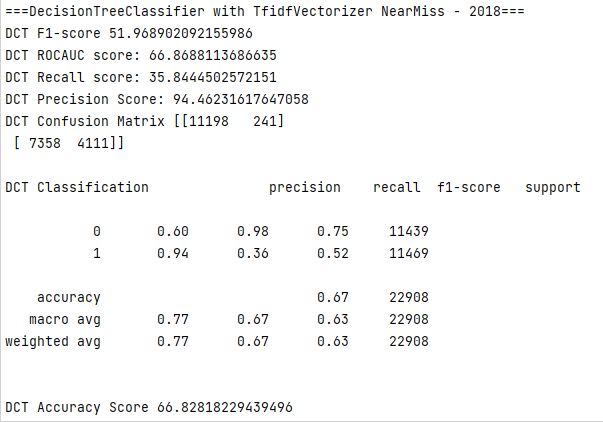 ===DecisionTreeClassifier with TfidfVectorizer NearMiss - 2018===
DCT F1-score 51.968902092155986
DCT ROCAUC score: 66.8688113686635
DCT Recall score: 35.8444502572151
DCT Precision Score: 94.46231617647058
DCT Confusion Matrix [[11198   241]
 [ 7358  4111]]
DCT Classification               precision    recall  f1-score   support
           0       0.60      0.98      0.75     11439
           1       0.94      0.36      0.52     11469
    accuracy                           0.67     22908
   macro avg       0.77      0.67      0.63     22908
weighted avg       0.77      0.67      0.63     22908
DCT Accuracy Score 66.82818229439496